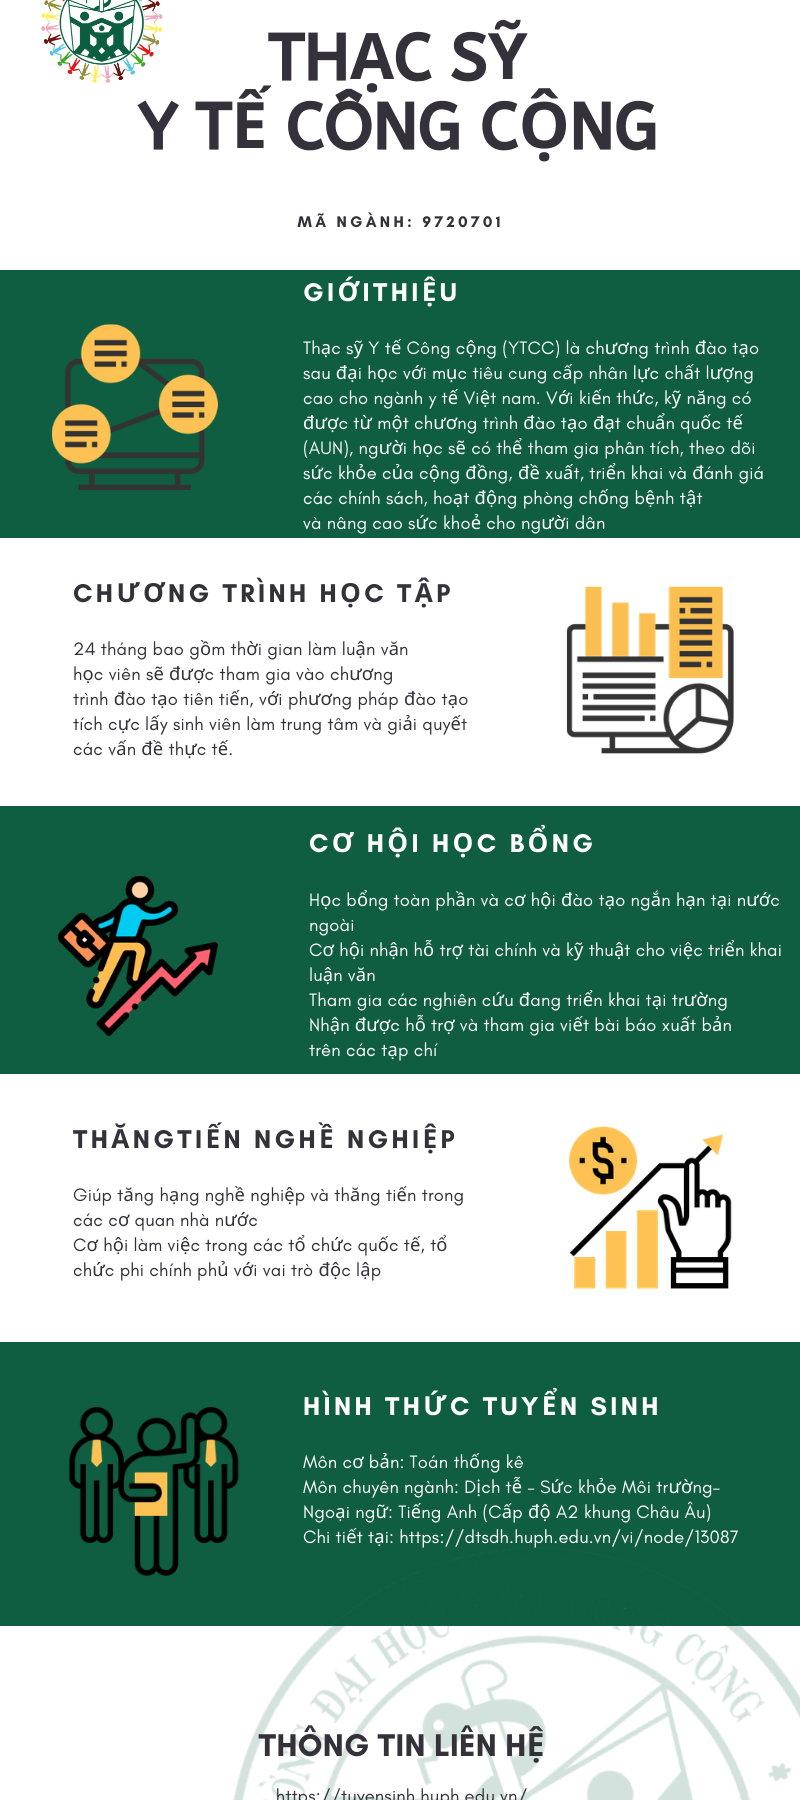 THẠC SỸ
Y TẾ CÔNG CỘNG
MÃ NGÀNH: 9720701
GIỚITHIỆU
Thạc sỹ Y tế Công cộng (YTCC) là chương trình đào tạo
sau đại học với mục tiêu cung cấp nhân lực chất lượng
cao cho ngành y tế Việt nam. Với kiến thức, kỹ năng có
được từ một chương trình đào tạo đạt chuẩn quốc tế
(AUN), người học sẽ có thể tham gia phân tích, theo dõi
sức khỏe của cộng đồng, đề xuất, triển khai và đánh giá
các chính sách, hoạt động phòng chống bệnh tật
và nâng cao sức khoẻ cho người dân
CHƯƠNG TRÌNH HỌC TẬP
24 tháng bao gồm thời gian làm luận văn
học viên sẽ được tham gia vào chương
trình đào tạo tiên tiến, với phương pháp đào tạo
tích cực lấy sinh viên làm trung tâm và giải quyết
các vấn đề thực tế.
CƠ HỘI HỌC BỔNG
Học bổng toàn phần và cơ hội đào tạo ngắn hạn tại nước
ngoài
Cơ hội nhận hỗ trợ tài chính và kỹ thuật cho việc triển khai
luận văn
Tham gia các nghiên cứu đang triển khai tại trường
Nhận được hỗ trợ và tham gia viết bài báo xuất bản
trên các tạp chí
THĂNGTIẾN NGHỀ NGHIỆP
Giúp tăng hạng nghề nghiệp và thăng tiến trong
các cơ quan nhà nước
Cơ hội làm việc trong các tổ chức quốc tế, tổ
chức phi chính phủ với vai trò độc lập
HÌNH THỨC TUYỂN SINH
Môn cơ bản: Toán thống kê
Môn chuyên ngành: Dịch tễ - Sức khỏe Môi trường-
Ngoại ngữ: Tiếng Anh (Cấp độ A2 khung Châu Âu)
Chi tiết tại: https://dtsdh.huph.edu.vn/vi/node/13087
ĐẠI HỌC CỘNG
THÔNG TIN LIÊN HỆ
https://tuyensinh.huph.edu.vn/